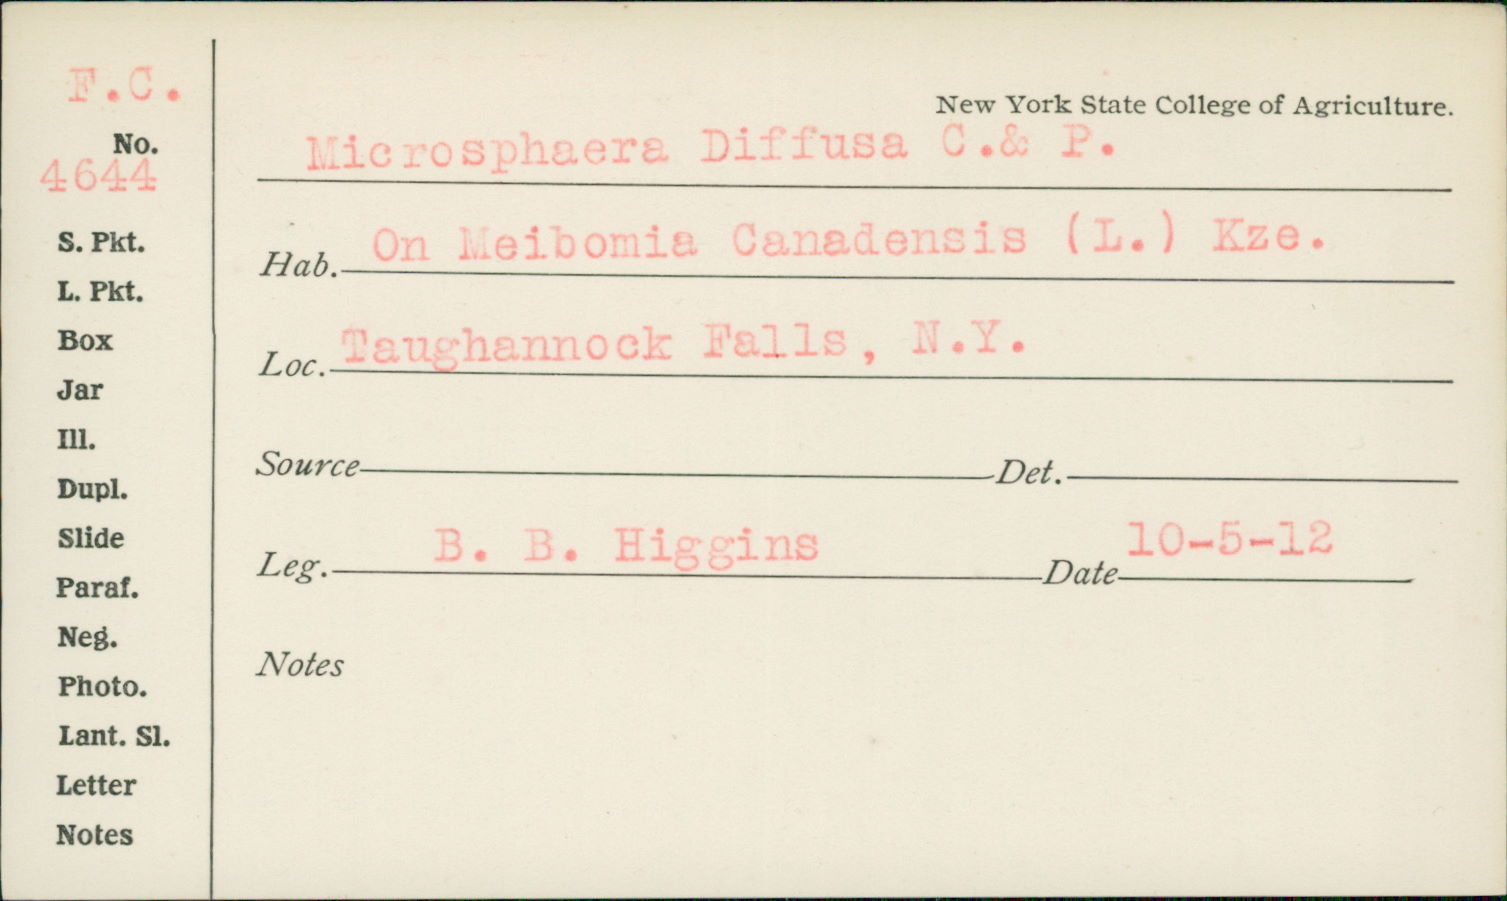 F.C.
No.
4644
S. Pkt.
L. Pkt.
Box
Jar
Ill.
Dupl.
Slide
Paraf.
Neg.
Photo.
Lant. Sl.
Letter
Notes
New York State College of Agriculture.
Microsphaera Diffusa C.& P.
Hab. On Meibomia Canadensis (L.) Kze.
Loc. Taughannock Falls, N.Y.
Source Det.
Leg. B. B. Higgins Date 10-5-12
Notes